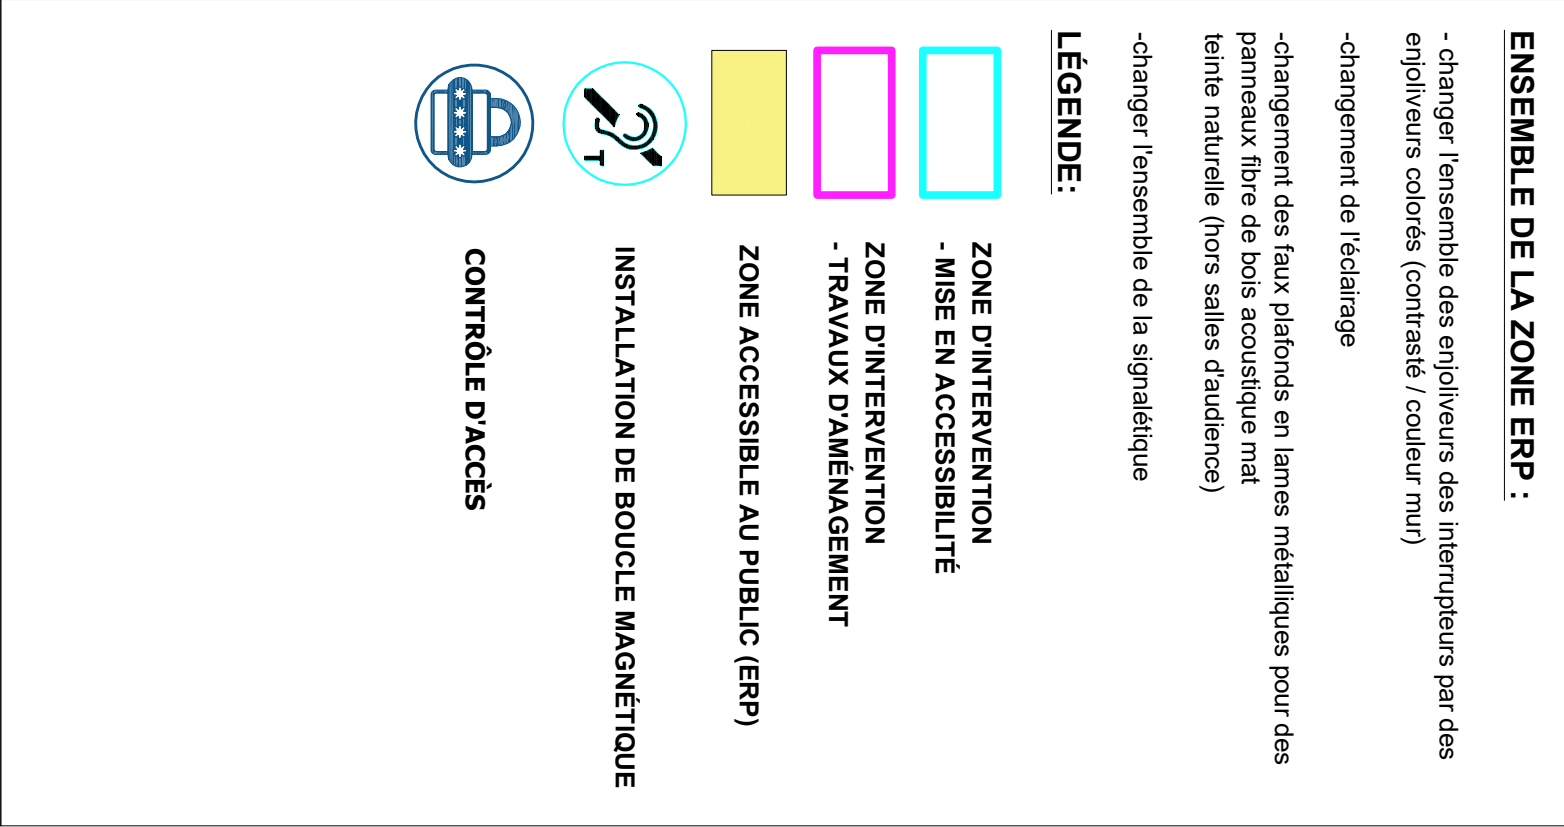 ENSEMBLE DE LA ZONE ERP :
- changer l'ensemble des enjoliveurs des interrupteurs par des
enjoliveurs colorés (contrasté / couleur mur)
-changement de l'éclairage
-changement des faux plafonds en lames métalliques pour des
panneaux fibre de bois acoustique mat
teinte naturelle (hors salles d'audience)
-changer l'ensemble de la signalétique
LÉGENDE:
ZONE D'INTERVENTION
- MISE EN ACCESSIBILITÉ
ZONE D'INTERVENTION
- TRAVAUX D'AMÉNAGEMENT
ZONE ACCESSIBLE AU PUBLIC (ERP)
T
INSTALLATION DE BOUCLE MAGNÉTIQUE
****
CONTRÔLE D'ACCÈS